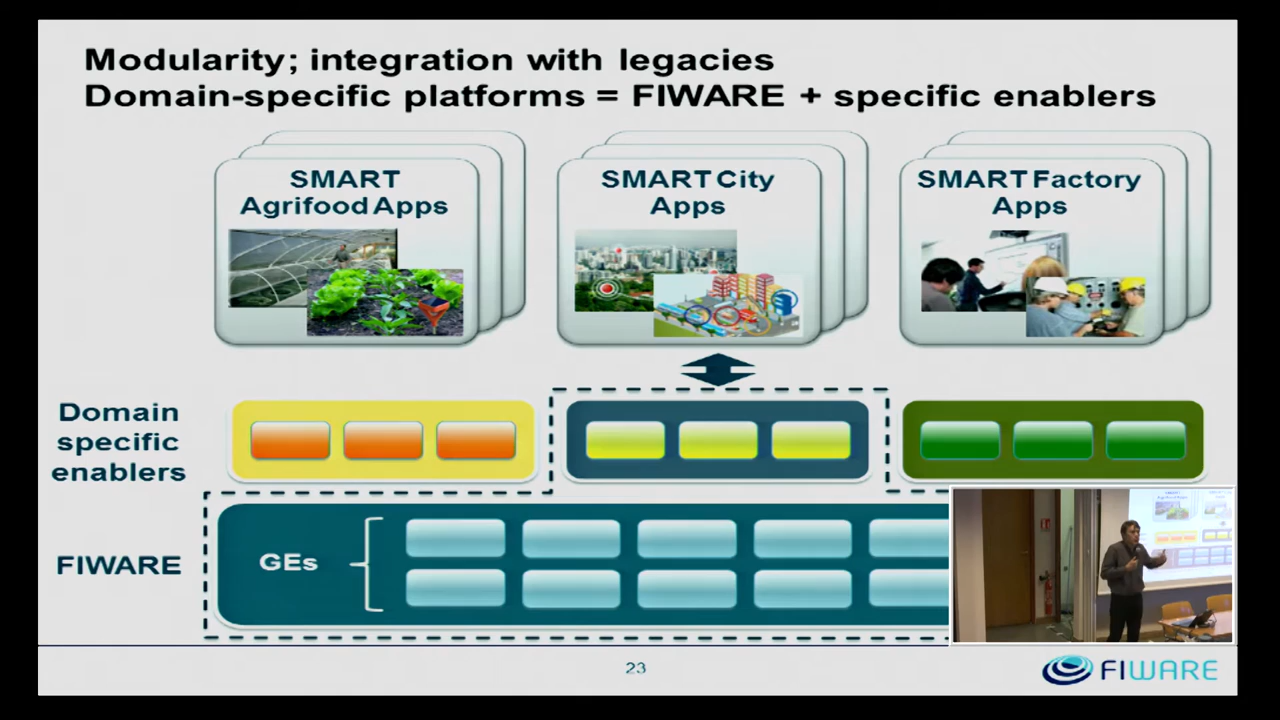 Modularity; integration with legacies
Domain-specific platforms = FIWARE + specific enablers
SMART
Agrifood Apps
SMART City
Apps
SMART Factory
Apps
Domain
specific
enablers
FIWARE
GEs
23
FIWARE